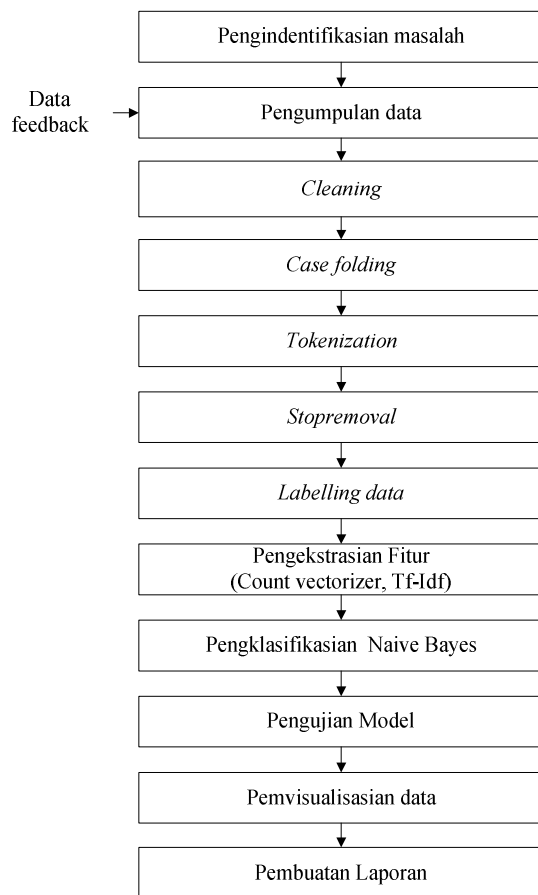 Pengindentifikasian masalah
Data
feedback
Pengumpulan data
Cleaning
Case folding
Tokenization
Stopremoval
Labelling data
Pengekstrasian Fitur
(Count vectorizer, Tf-Idf)
Pengklasifikasian Naive Bayes
Pengujian Model
Pemvisualisasian data
Pembuatan Laporan